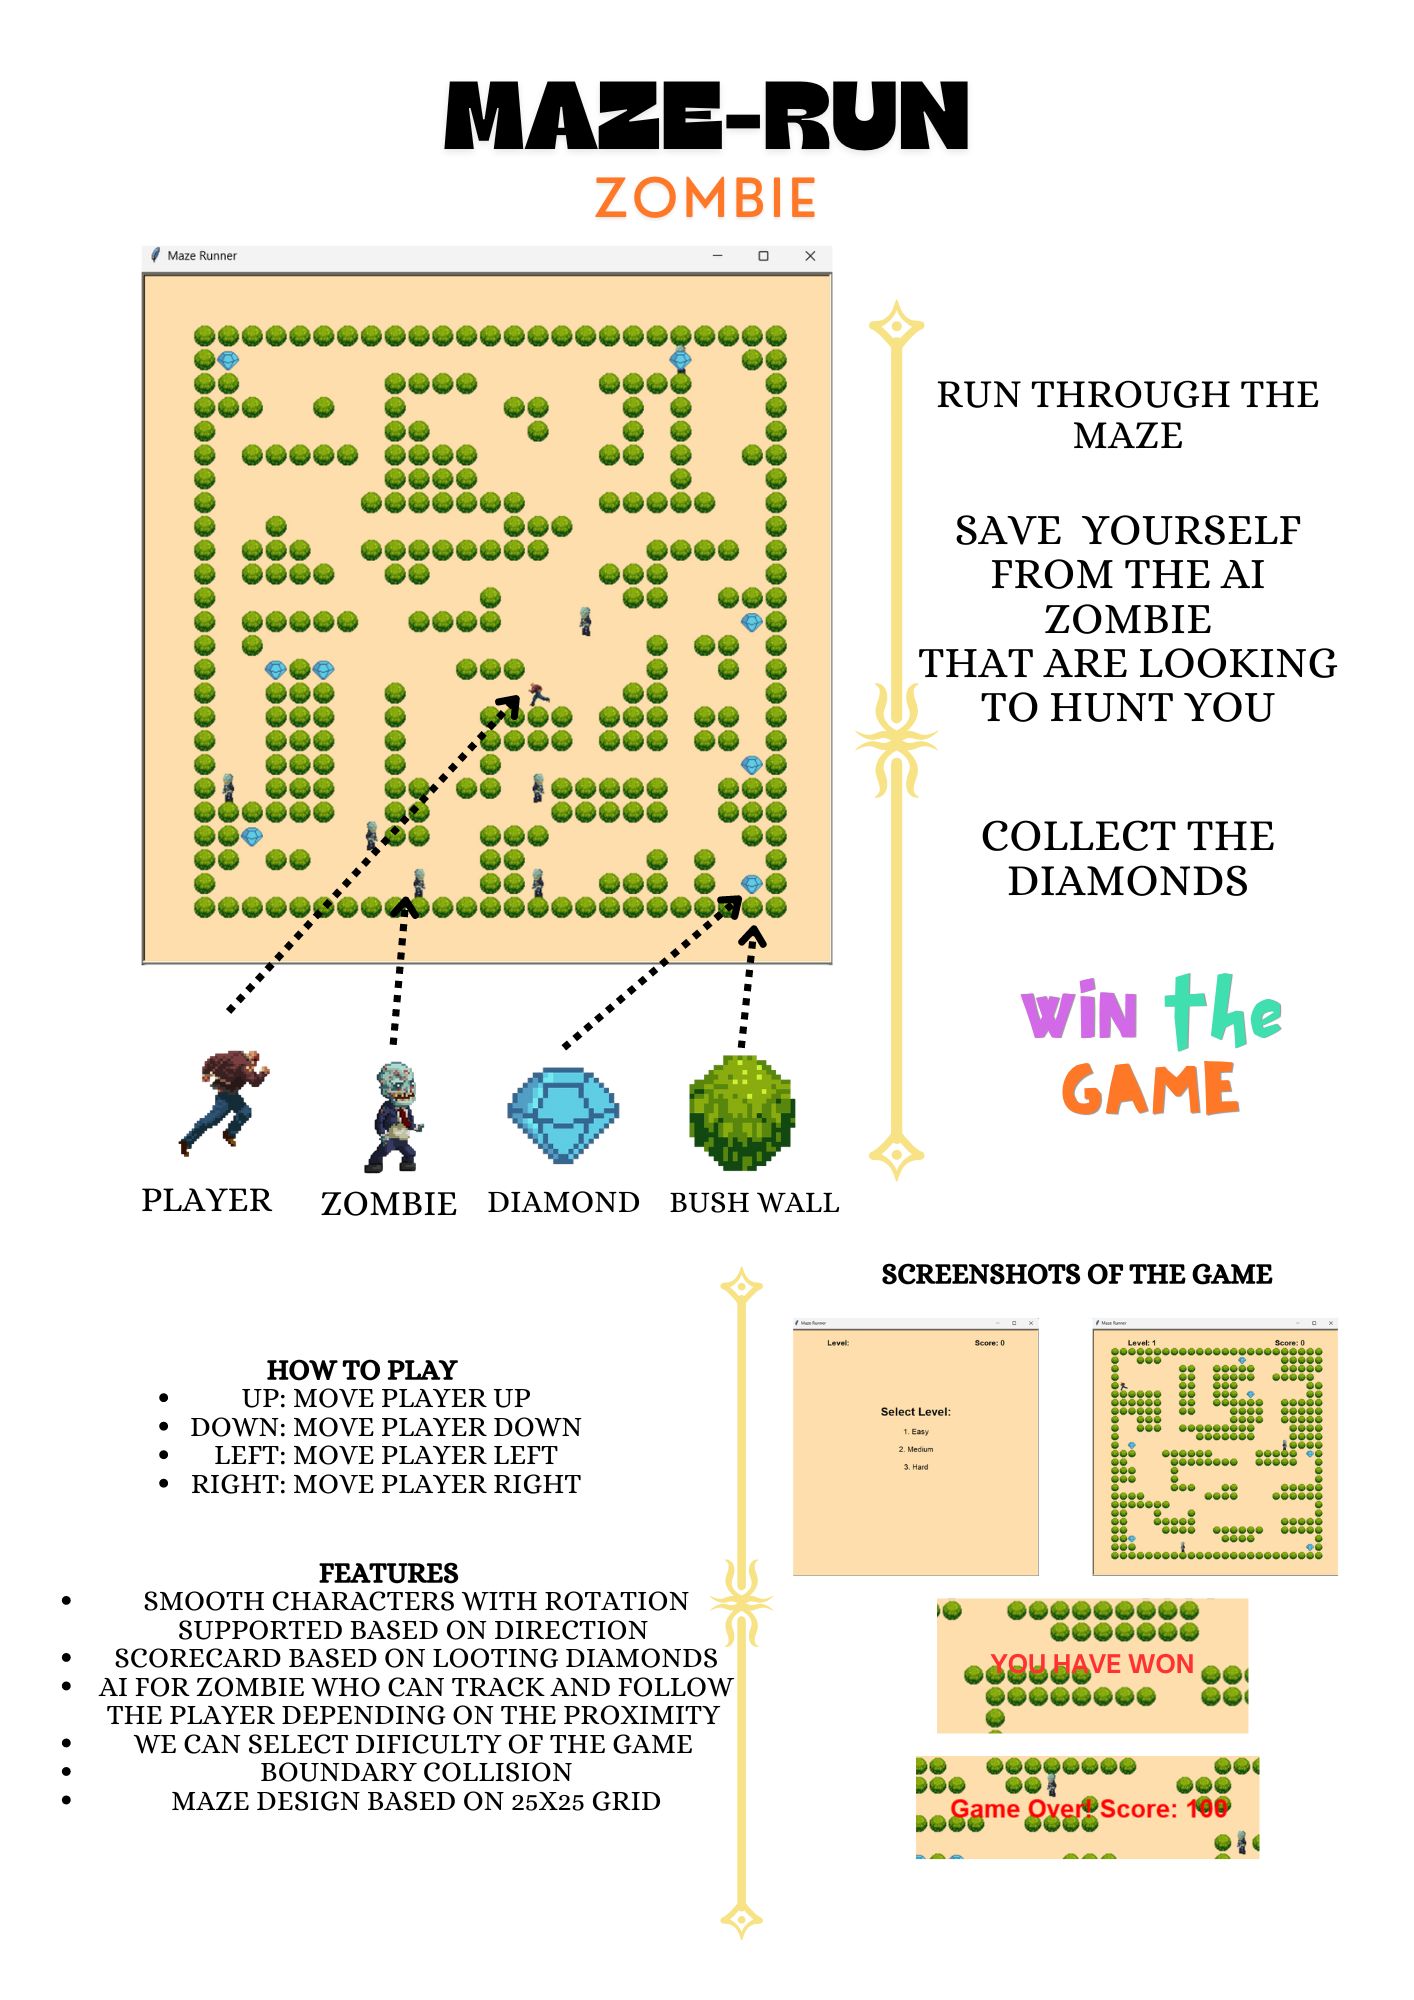 MAZE-RUN
ZOMBIE
Maze Runner
RUN THROUGH THE
MAZE
SAVE YOURSELF
FROM THE AI
ZOMBIE
THAT ARE LOOKING
TO HUNT YOU
COLLECT THE
DIAMONDS
WIN the
GAME
PLAYER
ZOMBIE
DIAMOND
BUSH WALL
HOW TO PLAY
UP: MOVE PLAYER UP
DOWN: MOVE PLAYER DOWN
LEFT: MOVE PLAYER LEFT
RIGHT: MOVE PLAYER RIGHT
FEATURES
SMOOTH CHARACTERS WITH ROTATION
SUPPORTED BASED ON DIRECTION
SCORECARD BASED ON LOOTING DIAMONDS
AI FOR ZOMBIE WHO CAN TRACK AND FOLLOW
THE PLAYER DEPENDING ON THE PROXIMITY
WE CAN SELECT DIFICULTY OF THE GAME
BOUNDARY COLLISION
MAZE DESIGN BASED ON 25X25 GRID
SCREENSHOTS OF THE GAME
Maze Runner
Level: Score: 0
Select Level:
1. Easy
2. Medium
3. Hard
Maze Runner
Level: 1 Score: 0
YOU HAVE WON
Game Over! Score: 100